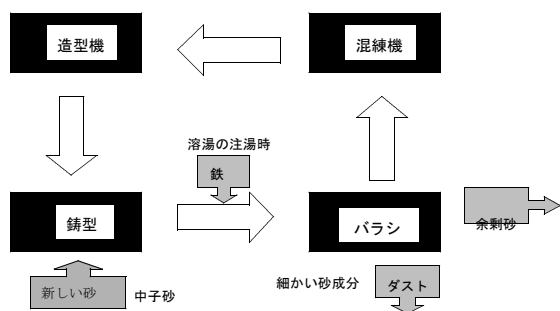 造型機
混練機
溶湯の注湯時
鉄
鋳型
バラシ
余剰砂
新しい砂
中子砂
細かい砂成分
ダスト